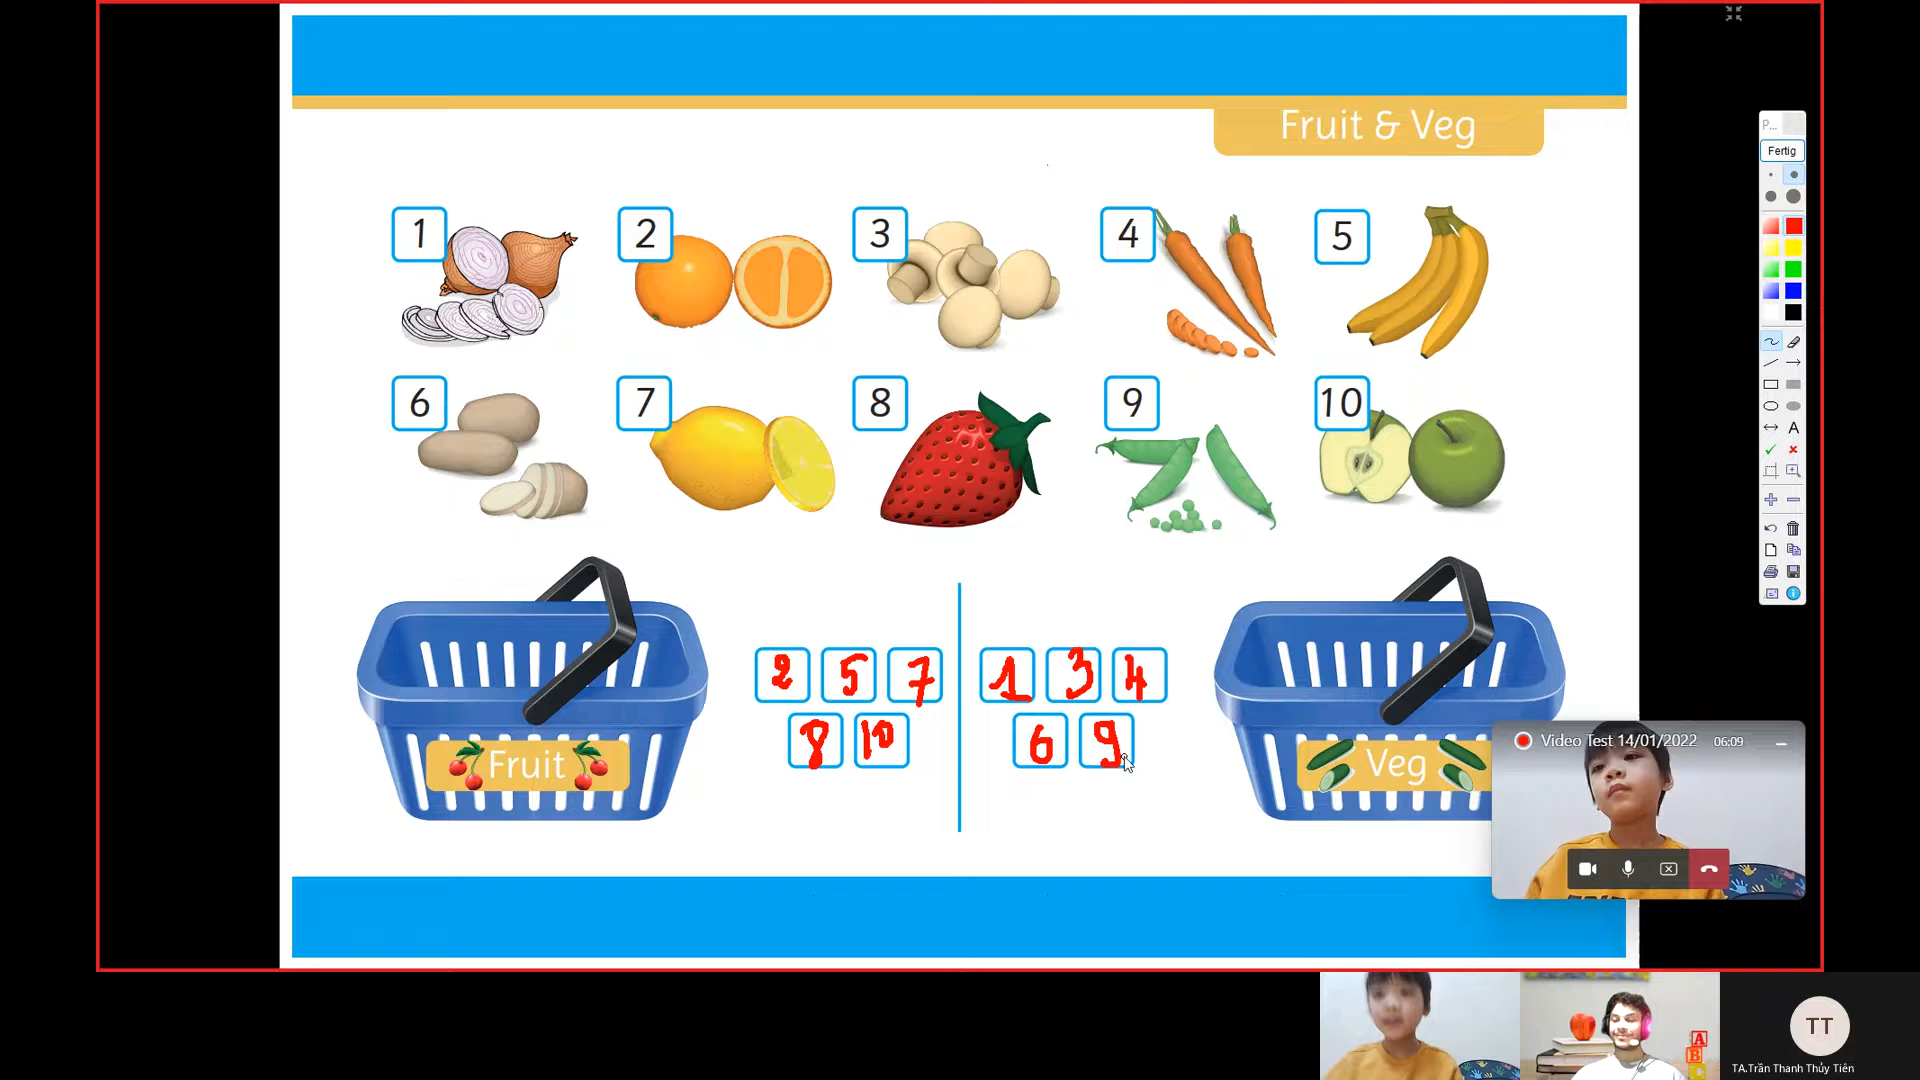 P...
Fertig
Fruit & Veg
1 2 3 4 5
6 7 8 9 10
A
2 5 7 1 3 4
8 10 6 9
Fruit
Veg
Video Test 14/01/2022 06:09
A
B
TT
TA.Trần Thanh Thủy Tiên